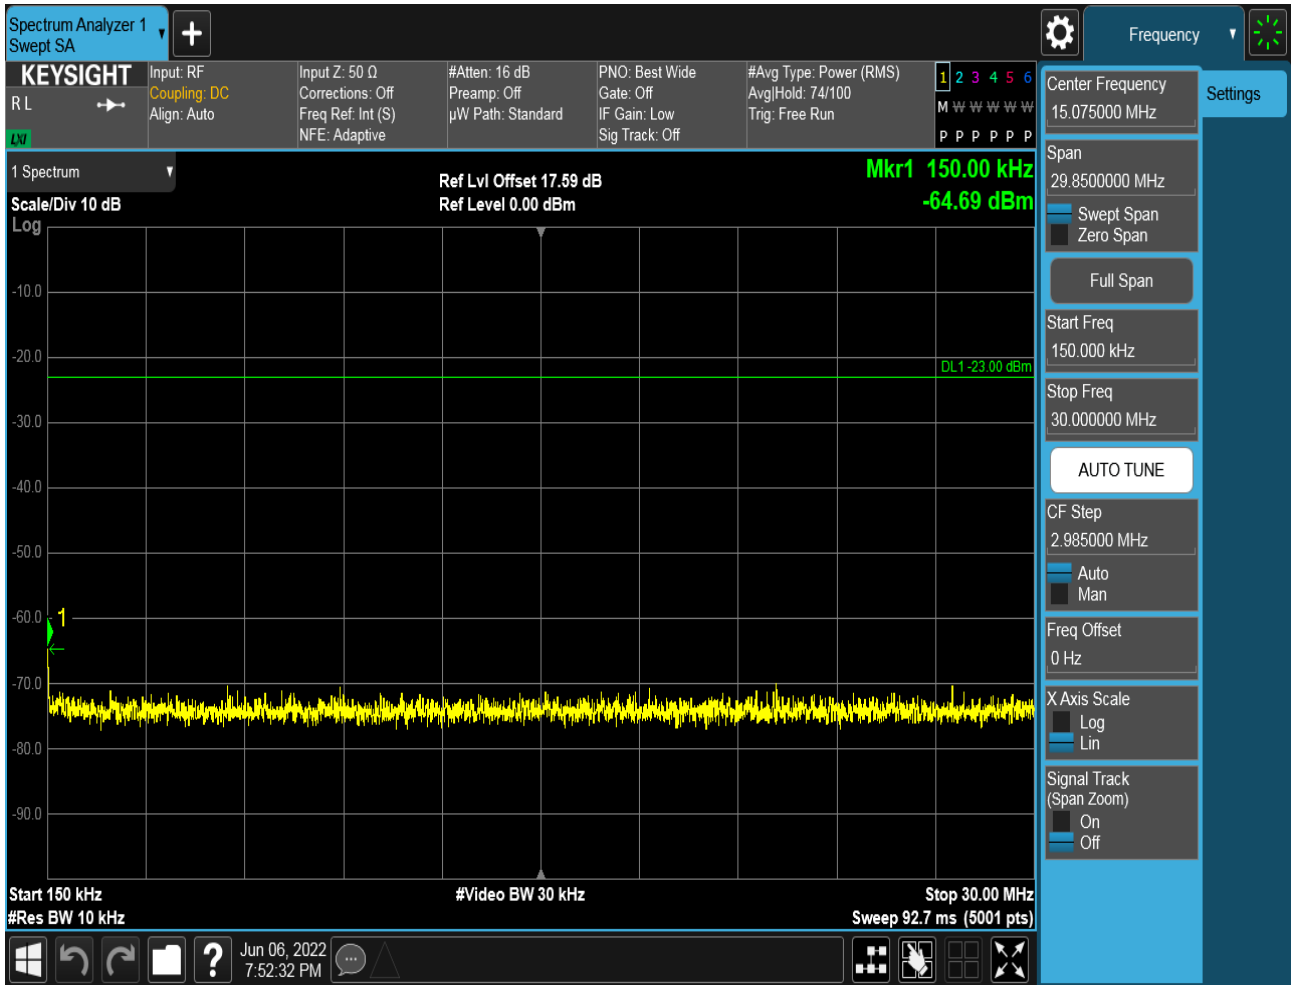 Spectrum Analyzer 1
Swept SA
Frequency
KEYSIGHT
R L
LXI
Input: RF
Coupling: DC
Align: Auto
Input Z: 50 Ω
Corrections: Off
Freq Ref: Int (S)
NFE: Adaptive
#Atten: 16 dB
Preamp: Off
µW Path: Standard
PNO: Best Wide
Gate: Off
IF Gain: Low
Sig Track: Off
#Avg Type: Power (RMS)
Avg|Hold: 74/100
Trig: Free Run
1 2 3 4 5 6
M W W W W W
P P P P P P
1 Spectrum
Scale/Div 10 dB
Log
Ref Lvl Offset 17.59 dB
Ref Level 0.00 dBm
Mkr1 150.00 kHz
-64.69 dBm
-10.0
-20.0
DL1 -23.00 dBm
-30.0
-40.0
-50.0
-60.0
1
-70.0
-80.0
-90.0
Start 150 kHz
#Video BW 30 kHz
Stop 30.00 MHz
#Res BW 10 kHz
Sweep 92.7 ms (5001 pts)
?
Jun 06, 2022
7:52:32 PM
Center Frequency
15.075000 MHz
Settings
Span
29.8500000 MHz
Swept Span
Zero Span
Full Span
Start Freq
150.000 kHz
Stop Freq
30.000000 MHz
AUTO TUNE
CF Step
2.985000 MHz
Auto
Man
Freq Offset
0 Hz
X Axis Scale
Log
Lin
Signal Track
(Span Zoom)
On
Off